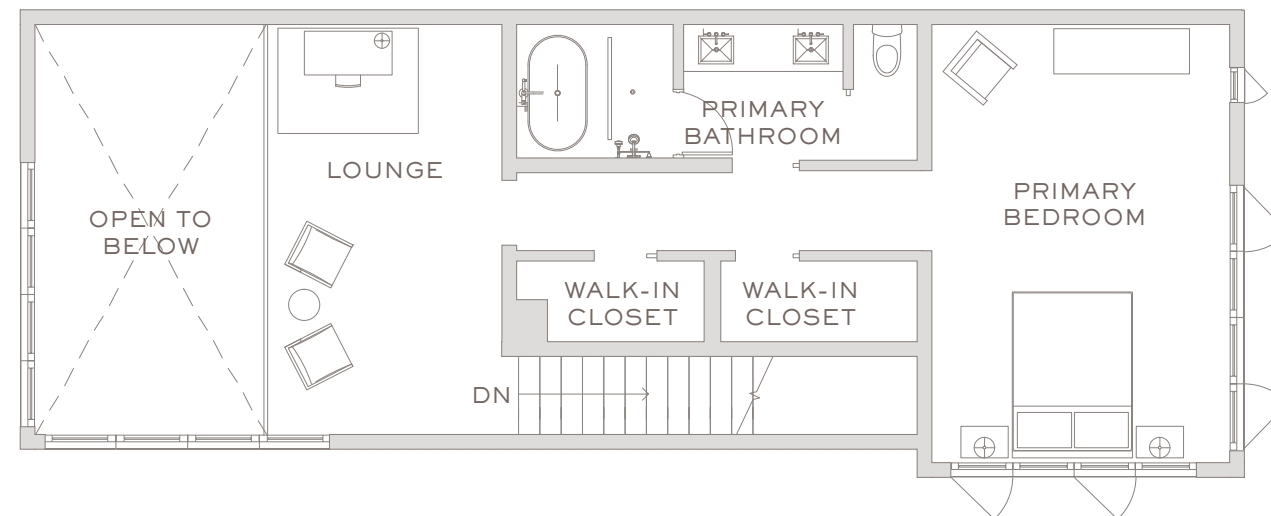 PRIMARY
BATHROOM
LOUNGE
OPEN TO
BELOW
PRIMARY
BEDROOM
WALK-IN
CLOSET
WALK-IN
CLOSET
DN